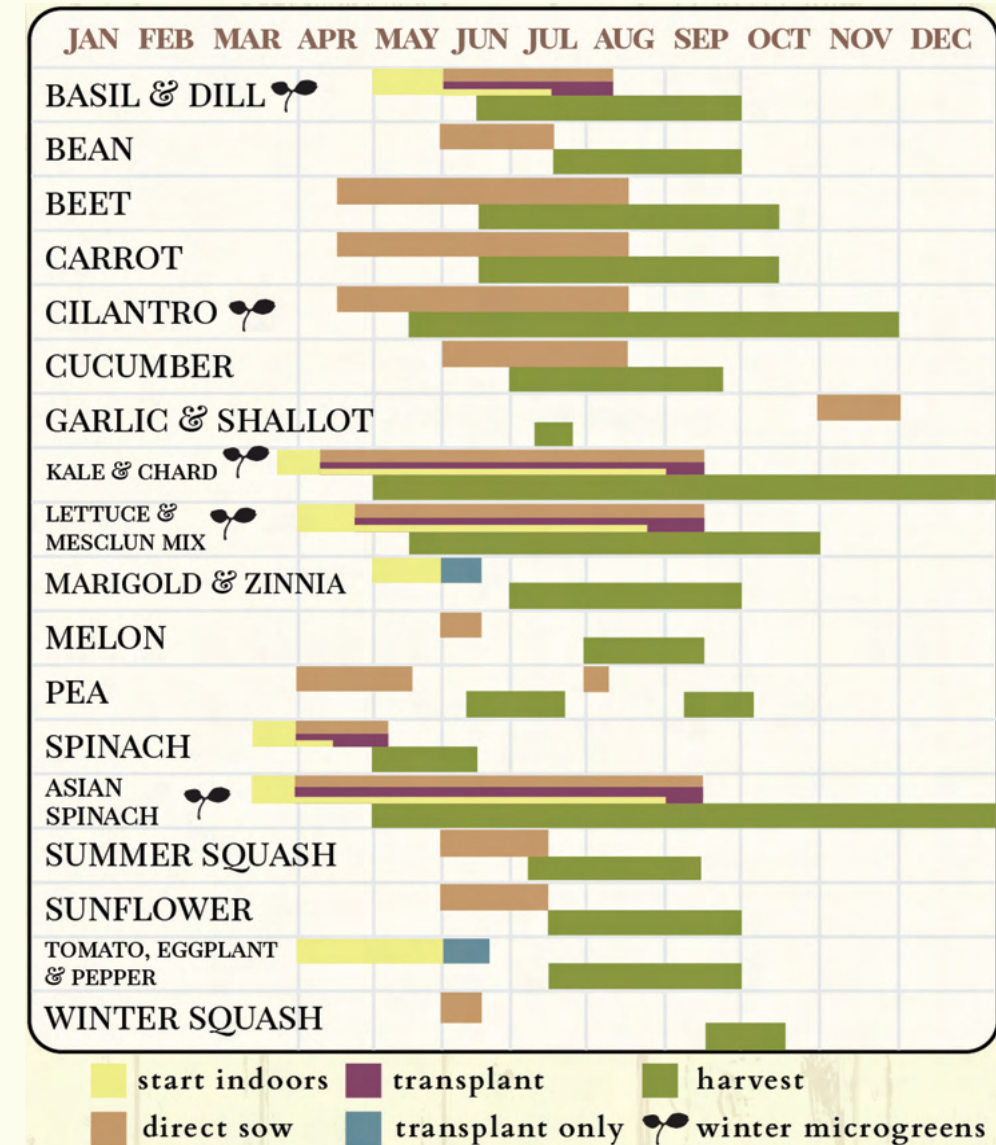 JAN FEB MAR APR MAY JUN JUL AUG SEP OCT NOV DEC
BASIL & DILL
BEAN
BEET
CARROT
CILANTRO
CUCUMBER
GARLIC & SHALLOT
KALE & CHARD
LETTUCE &
MESCLUN MIX
MARIGOLD & ZINNIA
MELON
PEA
SPINACH
ASIAN
SPINACH
SUMMER SQUASH
SUNFLOWER
TOMATO, EGGPLANT
& PEPPER
WINTER SQUASH
start indoors transplant harvest
direct sow transplant only winter microgreens